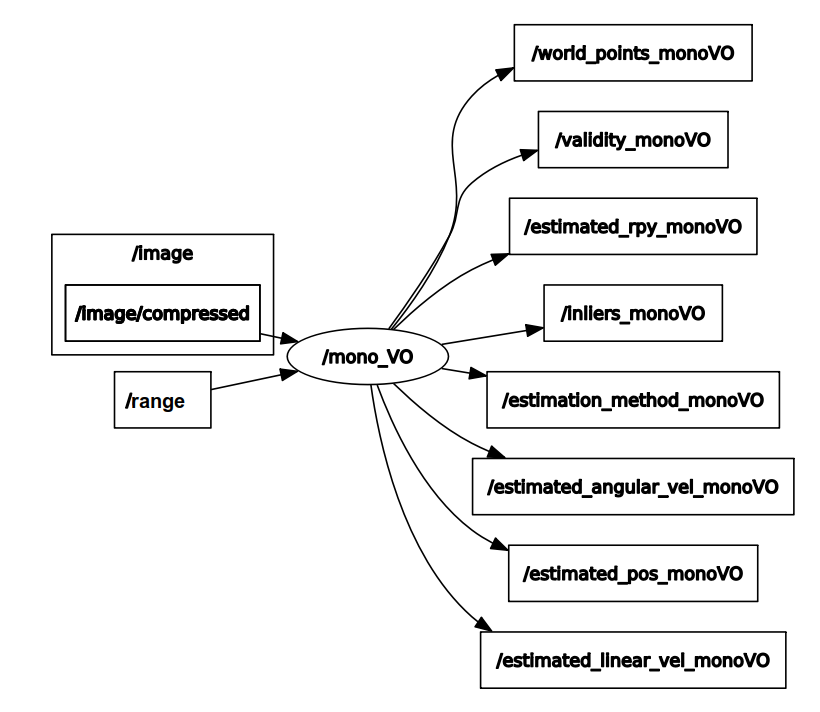 /world_points_monoVO
/validity_monoVO
/estimated_rpy_monoVO
/image
/image/compressed
/inliers_monoVO
/mono_VO
/range
/estimation_method_monoVO
/estimated_angular_vel_monoVO
/estimated_pos_monoVO
/estimated_linear_vel_monoVO